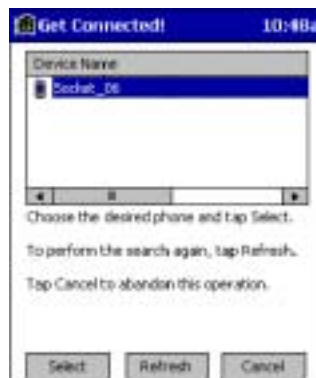 Get Connected! 10:48a
Device Name
Socket_06
Choose the desired phone and tap Select.
To perform the search again, tap Refresh.
Tap Cancel to abandon this operation.
Select Refresh Cancel